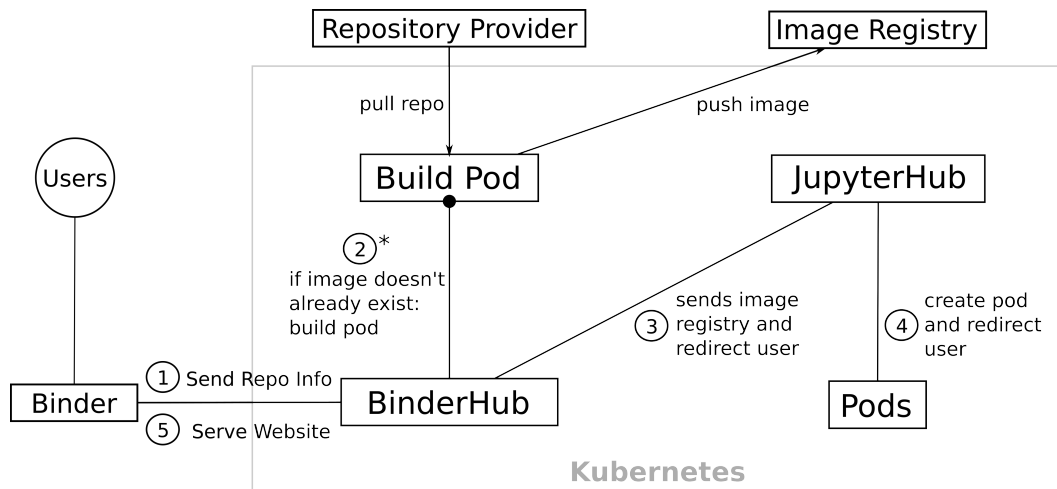 Repository Provider
Image Registry
pull repo
push image
Users
Build Pod
JupyterHub
2*
if image doesn't
already exist:
build pod
3
sends image
registry and
redirect user
4
create pod
and redirect
user
1 Send Repo Info
Binder
BinderHub
Pods
5 Serve Website
Kubernetes